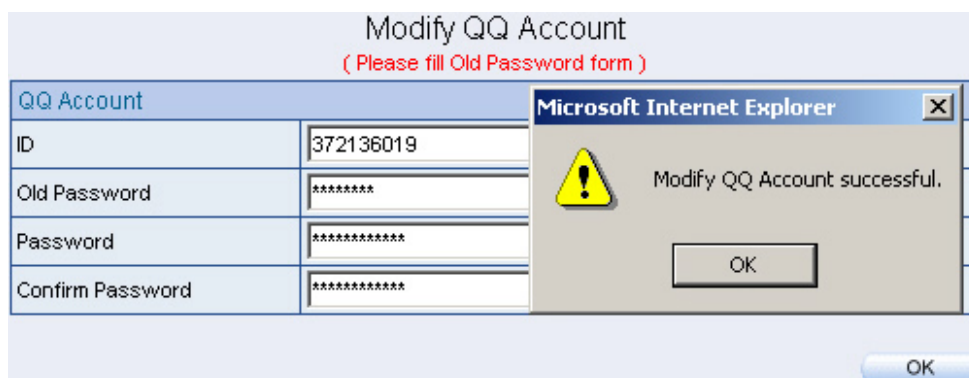 Modify QQ Account
( Please fill Old Password form )
QQ Account
Microsoft Internet Explorer
ID
372136019
Modify QQ Account successful.
Old Password
********
Password
************
OK
Confirm Password
************
OK